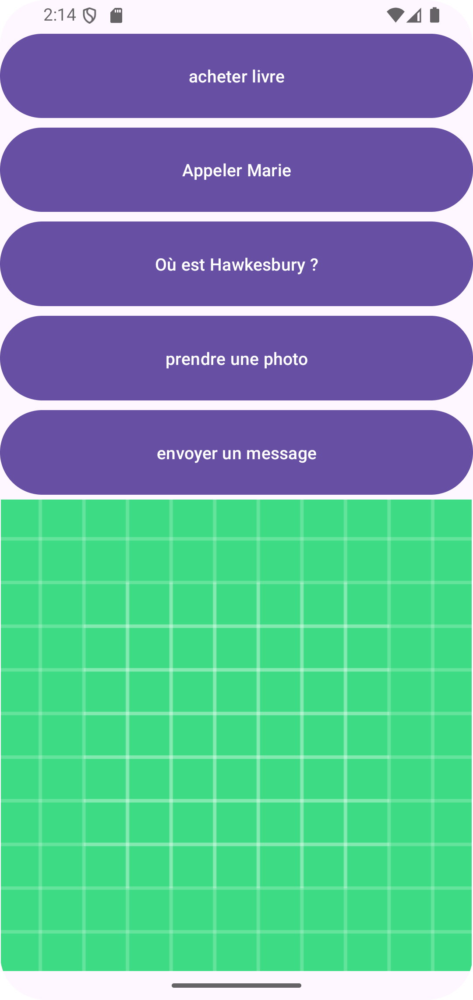 2:14
acheter livre
Appeler Marie
Où est Hawkesbury ?
prendre une photo
envoyer un message